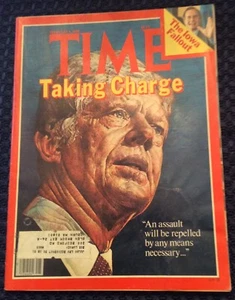 The Iowa
Fallout
TIME
Taking Charge
"An assault
will be repelled
by any means
necessary..."